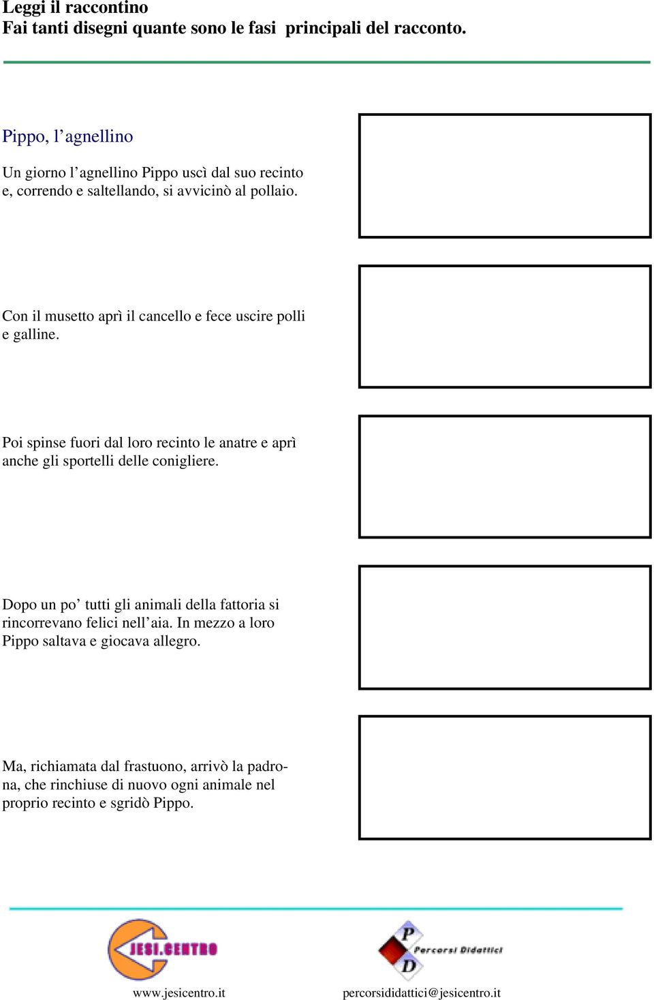 Leggi il raccontino
Fai tanti disegni quante sono le fasi principali del racconto.
Pippo, l’agnellino
Un giorno l’agnellino Pippo uscì dal suo recinto
e, correndo e saltellando, si avvicinò al pollaio.
Con il musetto aprì il cancello e fece uscire polli
e galline.
Poi spinse fuori dal loro recinto le anatre e aprì
anche gli sportelli delle conigliere.
Dopo un po’ tutti gli animali della fattoria si
rincorrevano felici nell’aia. In mezzo a loro
Pippo saltava e giocava allegro.
Ma, richiamata dal frastuono, arrivò la padro-
na, che rinchiuse di nuovo ogni animale nel
proprio recinto e sgridò Pippo.
JESI.CENTRO
P
Percorsi Didattici
D
www.jesicentro.it
percorsididattici@jesicentro.it